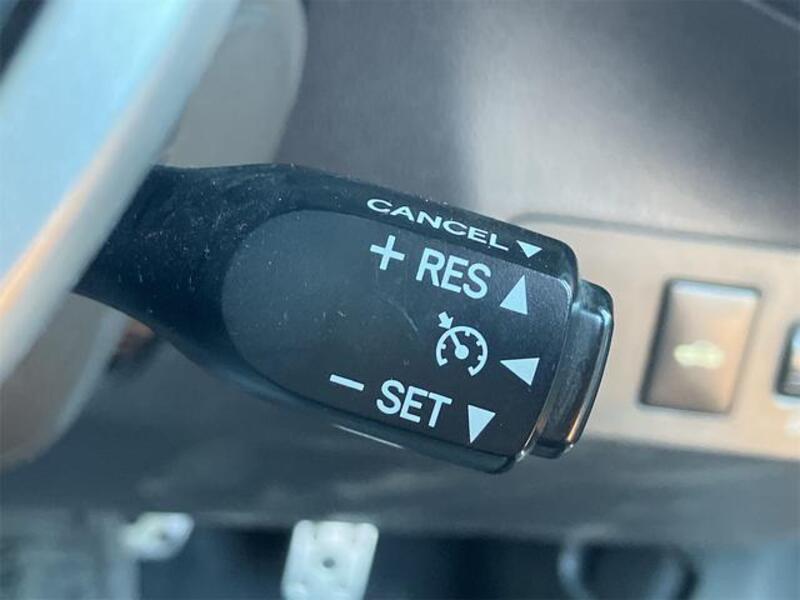 CANCEL
+ RES
- SET